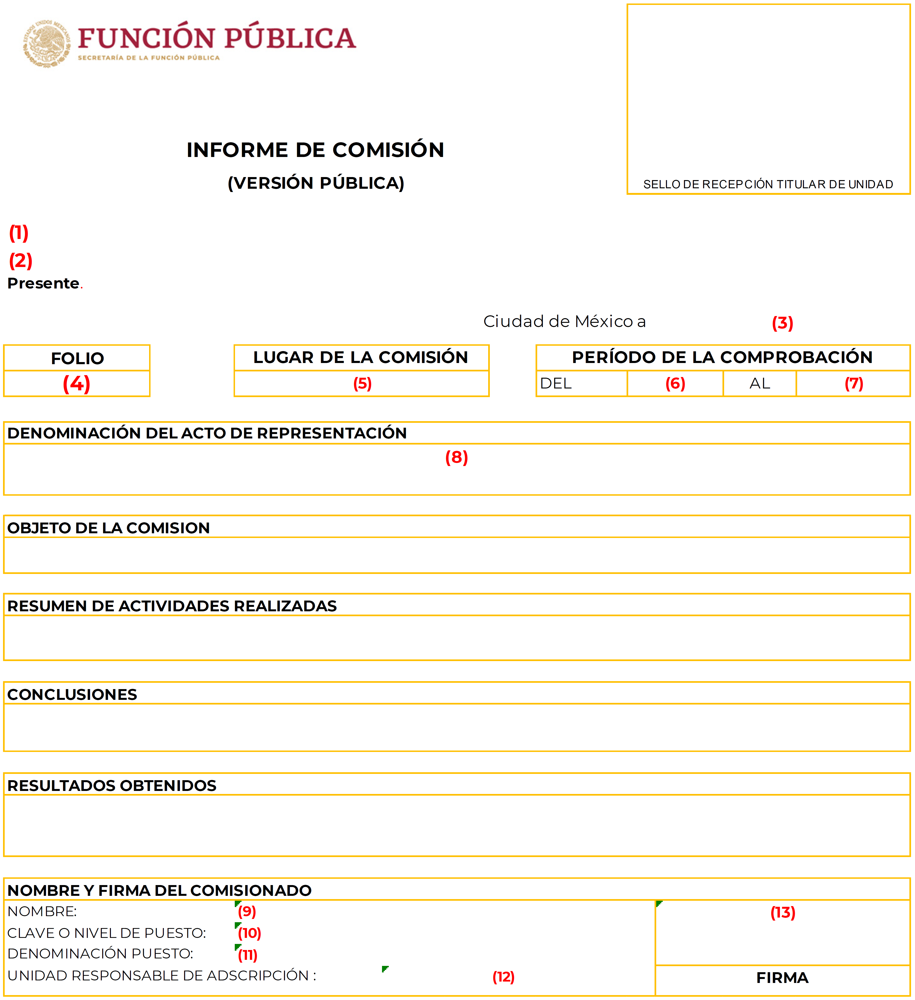 FUNCIÓN PÚBLICA
SECRETARÍA DE LA FUNCIÓN PÚBLICA
ESTADOS UNIDOS MEXICANOS
INFORME DE COMISIÓN
(VERSIÓN PÚBLICA)
SELLO DE RECEPCIÓN TITULAR DE UNIDAD
(1)
(2)
Presente.
Ciudad de México a (3)
FOLIO LUGAR DE LA COMISIÓN PERÍODO DE LA COMPROBACIÓN
(4) (5) DEL (6) AL (7)
DENOMINACIÓN DEL ACTO DE REPRESENTACIÓN
(8)
OBJETO DE LA COMISION
RESUMEN DE ACTIVIDADES REALIZADAS
CONCLUSIONES
RESULTADOS OBTENIDOS
NOMBRE Y FIRMA DEL COMISIONADO
NOMBRE: (9) (13)
CLAVE O NIVEL DE PUESTO: (10)
DENOMINACIÓN PUESTO: (11)
UNIDAD RESPONSABLE DE ADSCRIPCIÓN : (12) FIRMA